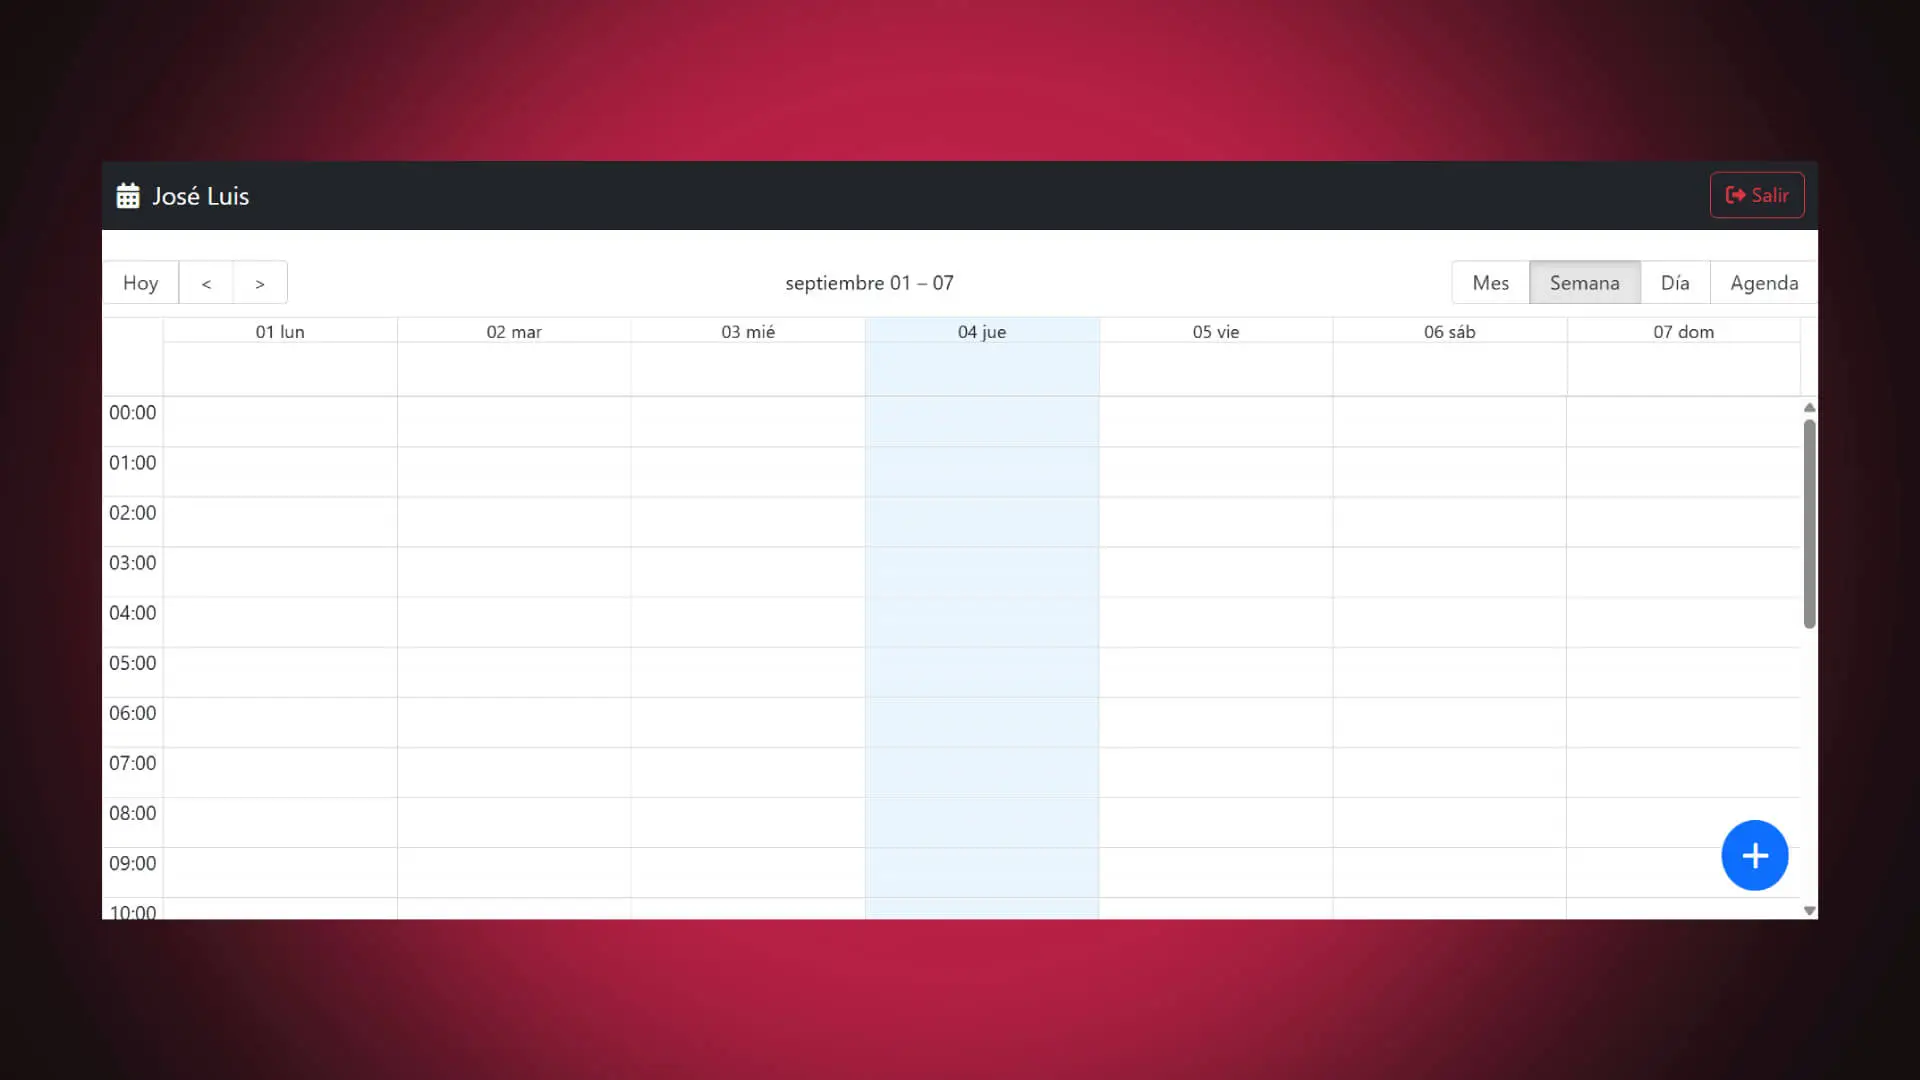 José Luis
Salir
Hoy < >
septiembre 01 – 07
Mes Semana Día Agenda
01 lun 02 mar 03 mié 04 jue 05 vie 06 sáb 07 dom
00:00
01:00
02:00
03:00
04:00
05:00
06:00
07:00
08:00
09:00
10:00